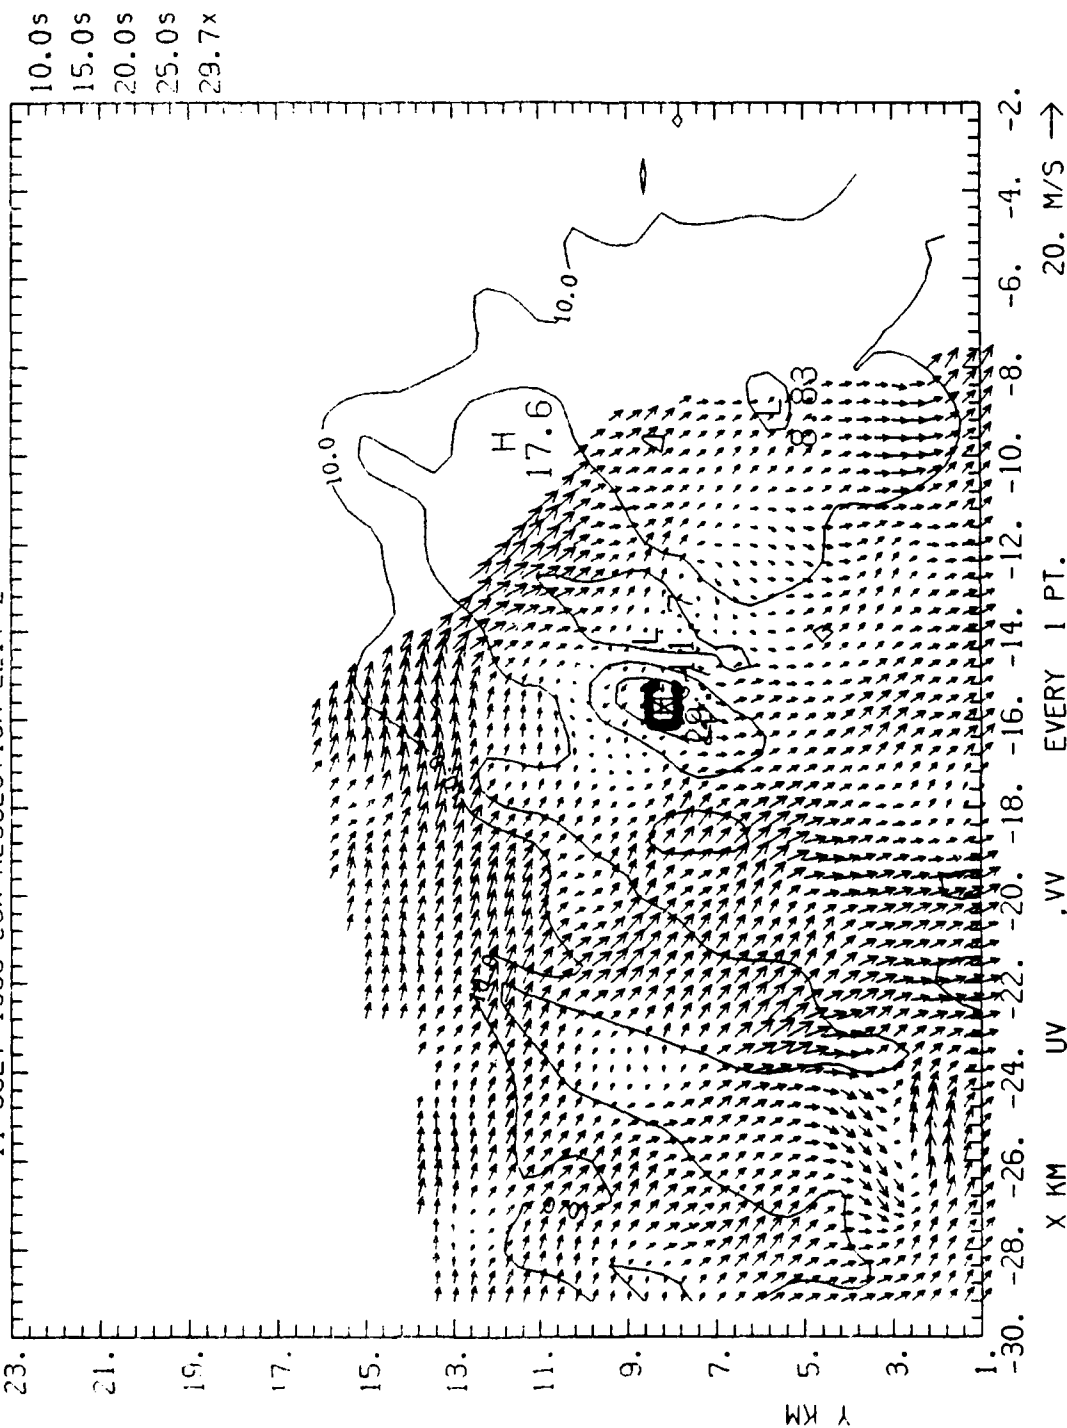 10.0s
15.0s
20.0s
25.0s
29.7x
23.
21.
19.
17.
15.
13.
11.
9.
7.
5.
3.
1.
Y KM
10.0
10.0
H
17.6
L
8.83
L
-30. -28. -26. -24. -22. -20. -18. -16. -14. -12. -10. -8. -6. -4. -2.
X KM UV ,VV EVERY 1 PT. 20. M/S →